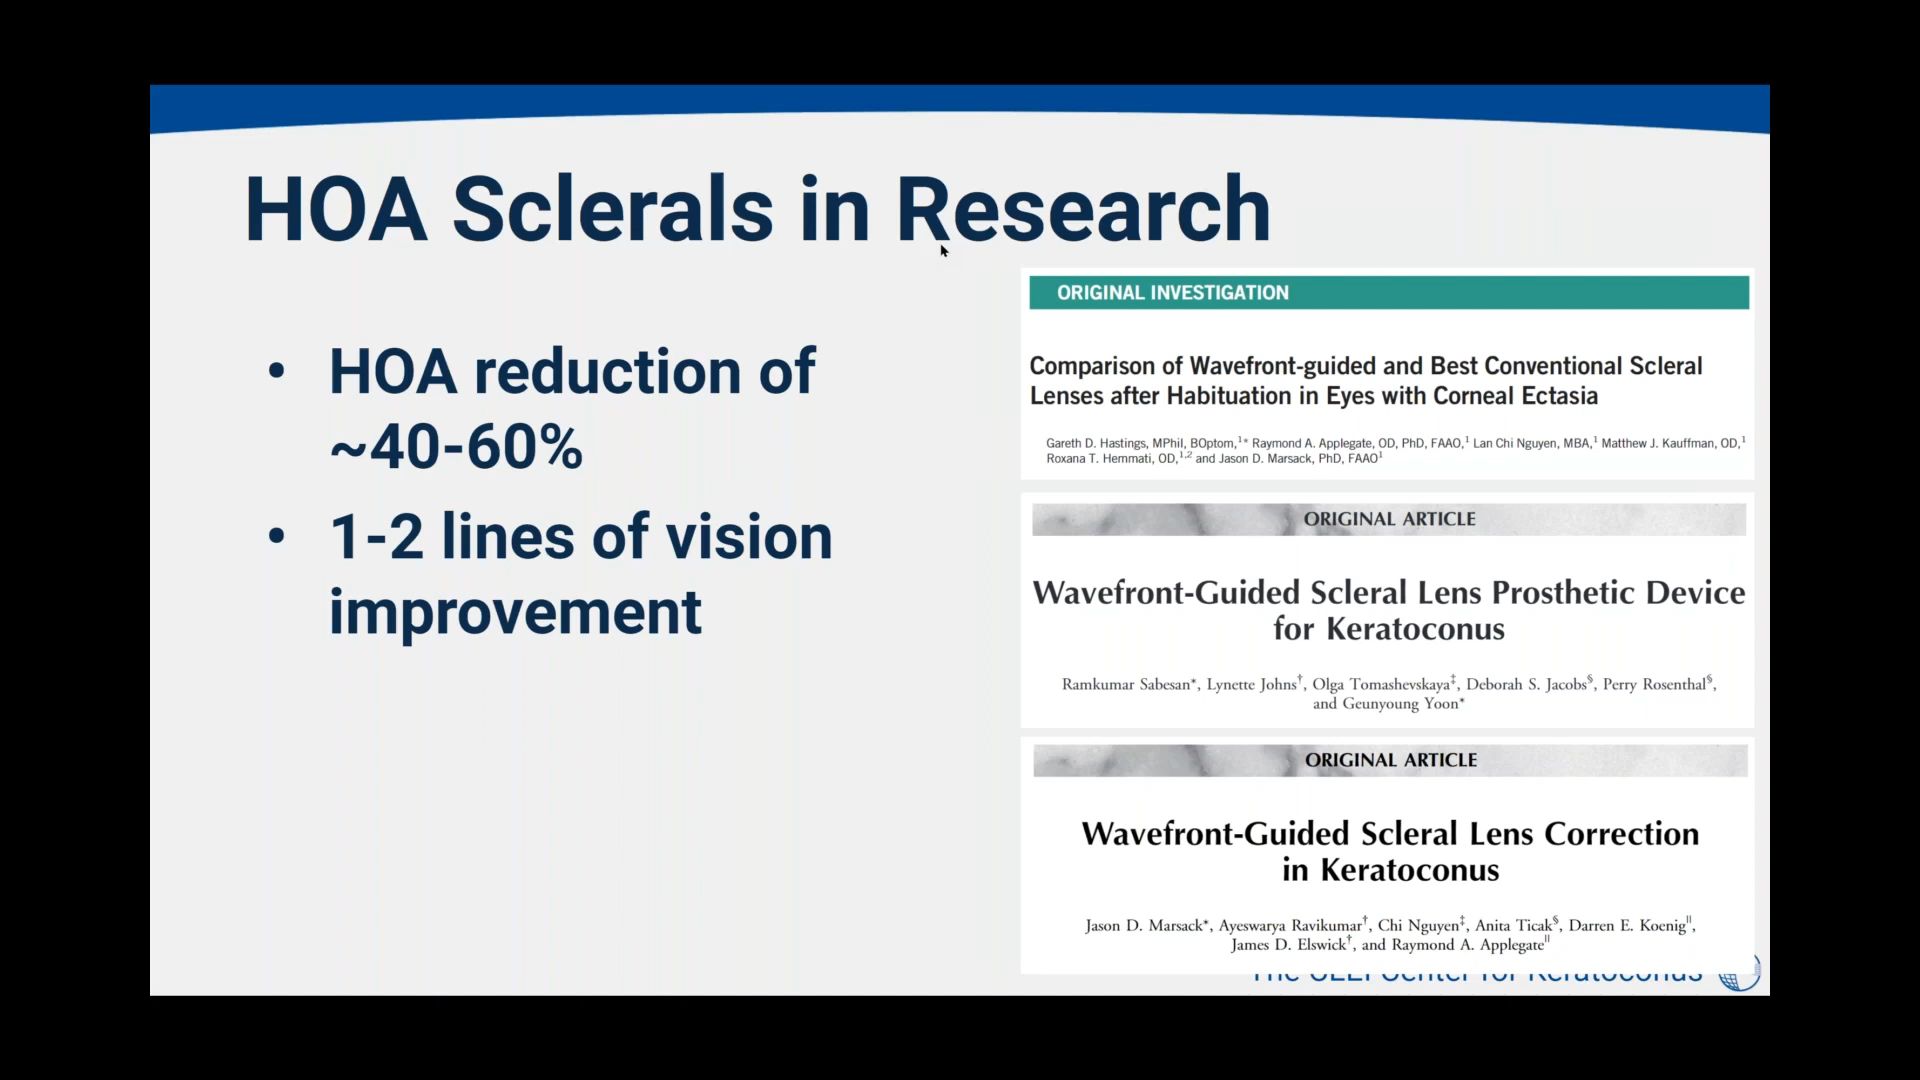 HOA Sclerals in Research
• HOA reduction of
~40-60%
• 1-2 lines of vision
improvement
ORIGINAL INVESTIGATION
Comparison of Wavefront-guided and Best Conventional Scleral
Lenses after Habituation in Eyes with Corneal Ectasia
Gareth D. Hastings, MPhil, BOptom,¹* Raymond A. Applegate, OD, PhD, FAAO,¹ Lan Chi Nguyen, MBA,¹ Matthew J. Kauffman, OD,¹
Roxana T. Hemmati, OD,¹,² and Jason D. Marsack, PhD, FAAO¹
ORIGINAL ARTICLE
Wavefront-Guided Scleral Lens Prosthetic Device
for Keratoconus
Ramkumar Sabesan*, Lynette Johns†, Olga Tomashevskaya‡, Deborah S. Jacobs§, Perry Rosenthal§,
and Geunyoung Yoon*
ORIGINAL ARTICLE
Wavefront-Guided Scleral Lens Correction
in Keratoconus
Jason D. Marsack*, Ayeswarya Ravikumar†, Chi Nguyen‡, Anita Ticak§, Darren E. Koenig||,
James D. Elswick†, and Raymond A. Applegate||
The Center for Keratoconus